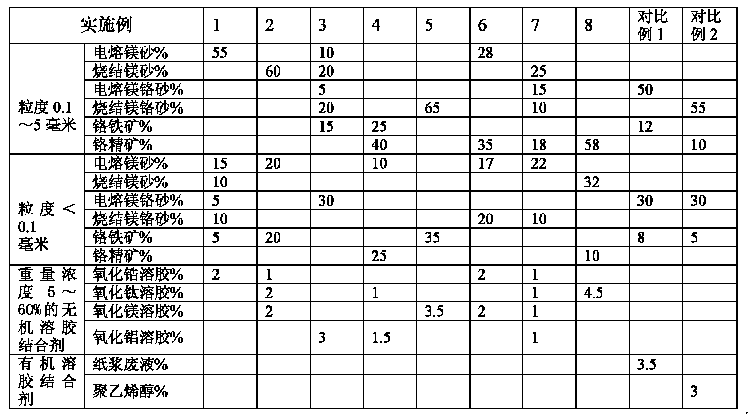 实施例 1 2 3 4 5 6 7 8 对比例1 对比例2
粒度 0.1～5 毫米
电熔镁砂% 55 10 28
烧结镁砂% 60 20 25
电熔镁铬砂% 5 15 50
烧结镁铬砂% 20 65 10 55
铬铁矿% 15 25 12
铬精矿% 40 35 18 58 10
粒度＜0.1毫米
电熔镁砂% 15 20 10 17 22
烧结镁砂% 10 32
电熔镁铬砂% 5 30 30 30
烧结镁铬砂% 10 20 10
铬铁矿% 5 20 35 8 5
铬精矿% 25 10
重量浓度 5～60%的无机溶胶结合剂
氧化锆溶胶% 2 1 2 1
氧化钛溶胶% 2 1 1 4.5
氧化镁溶胶% 2 3.5 2 1
氧化铝溶胶% 3 1.5 1
有机溶胶结合剂
纸浆废液% 3.5
聚乙烯醇% 3